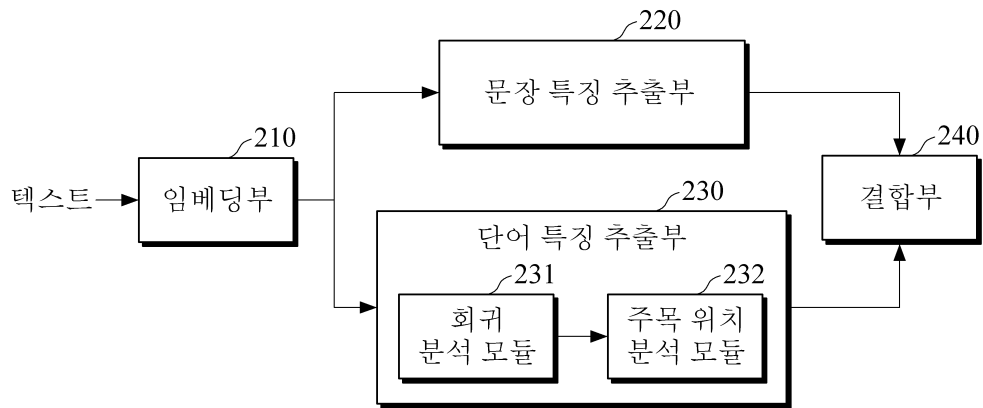 220
문장 특징 추출부
210
임베딩부
텍스트
240
결합부
230
단어 특징 추출부
231
회귀
분석 모듈
232
주목 위치
분석 모듈